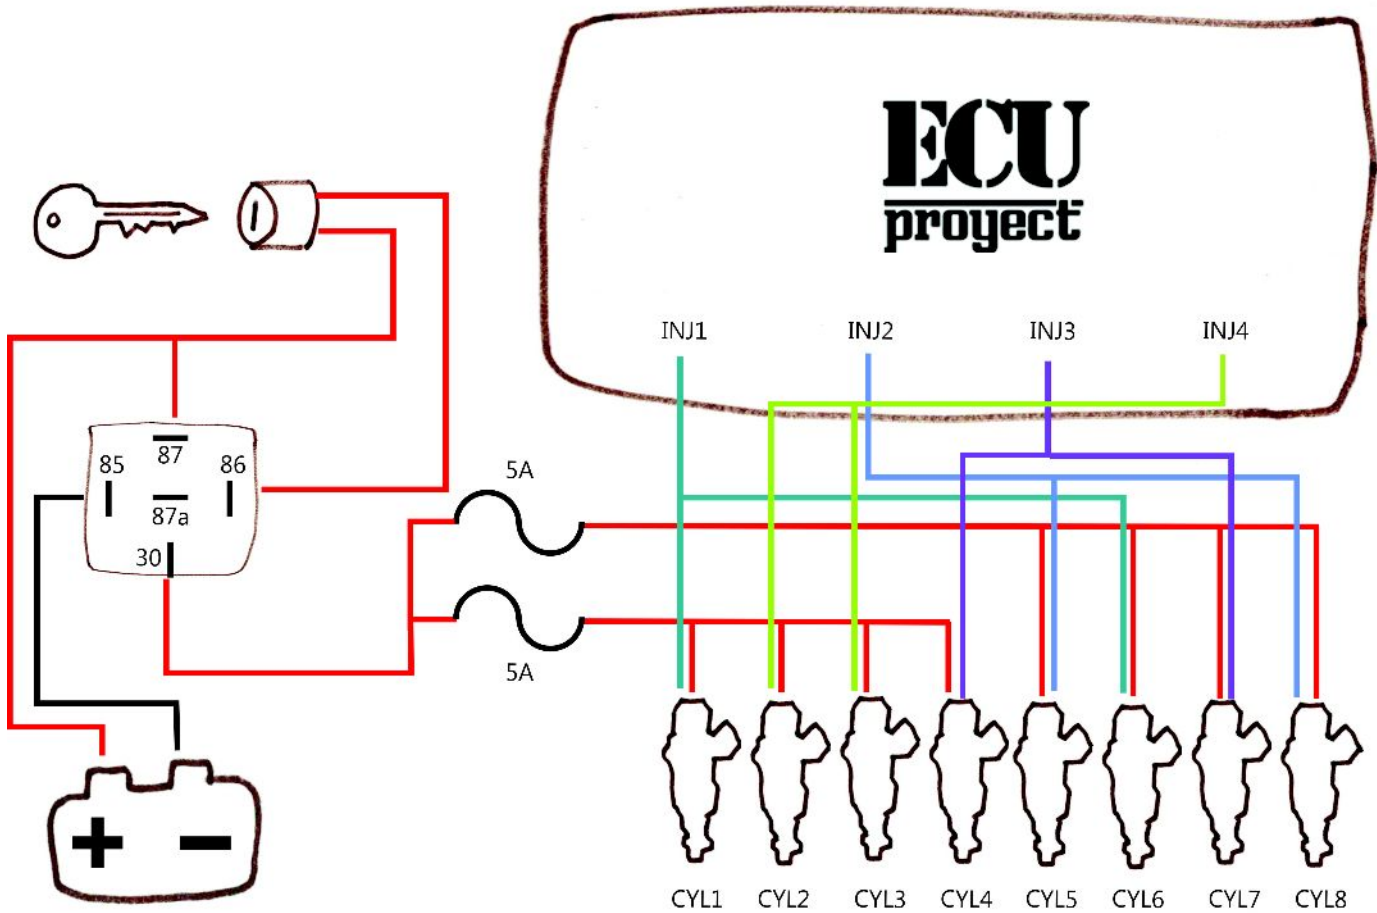 ECU
proyect
INJ1 INJ2 INJ3 INJ4
87
85 86
87a
30
5A
5A
+ −
CYL1 CYL2 CYL3 CYL4 CYL5 CYL6 CYL7 CYL8